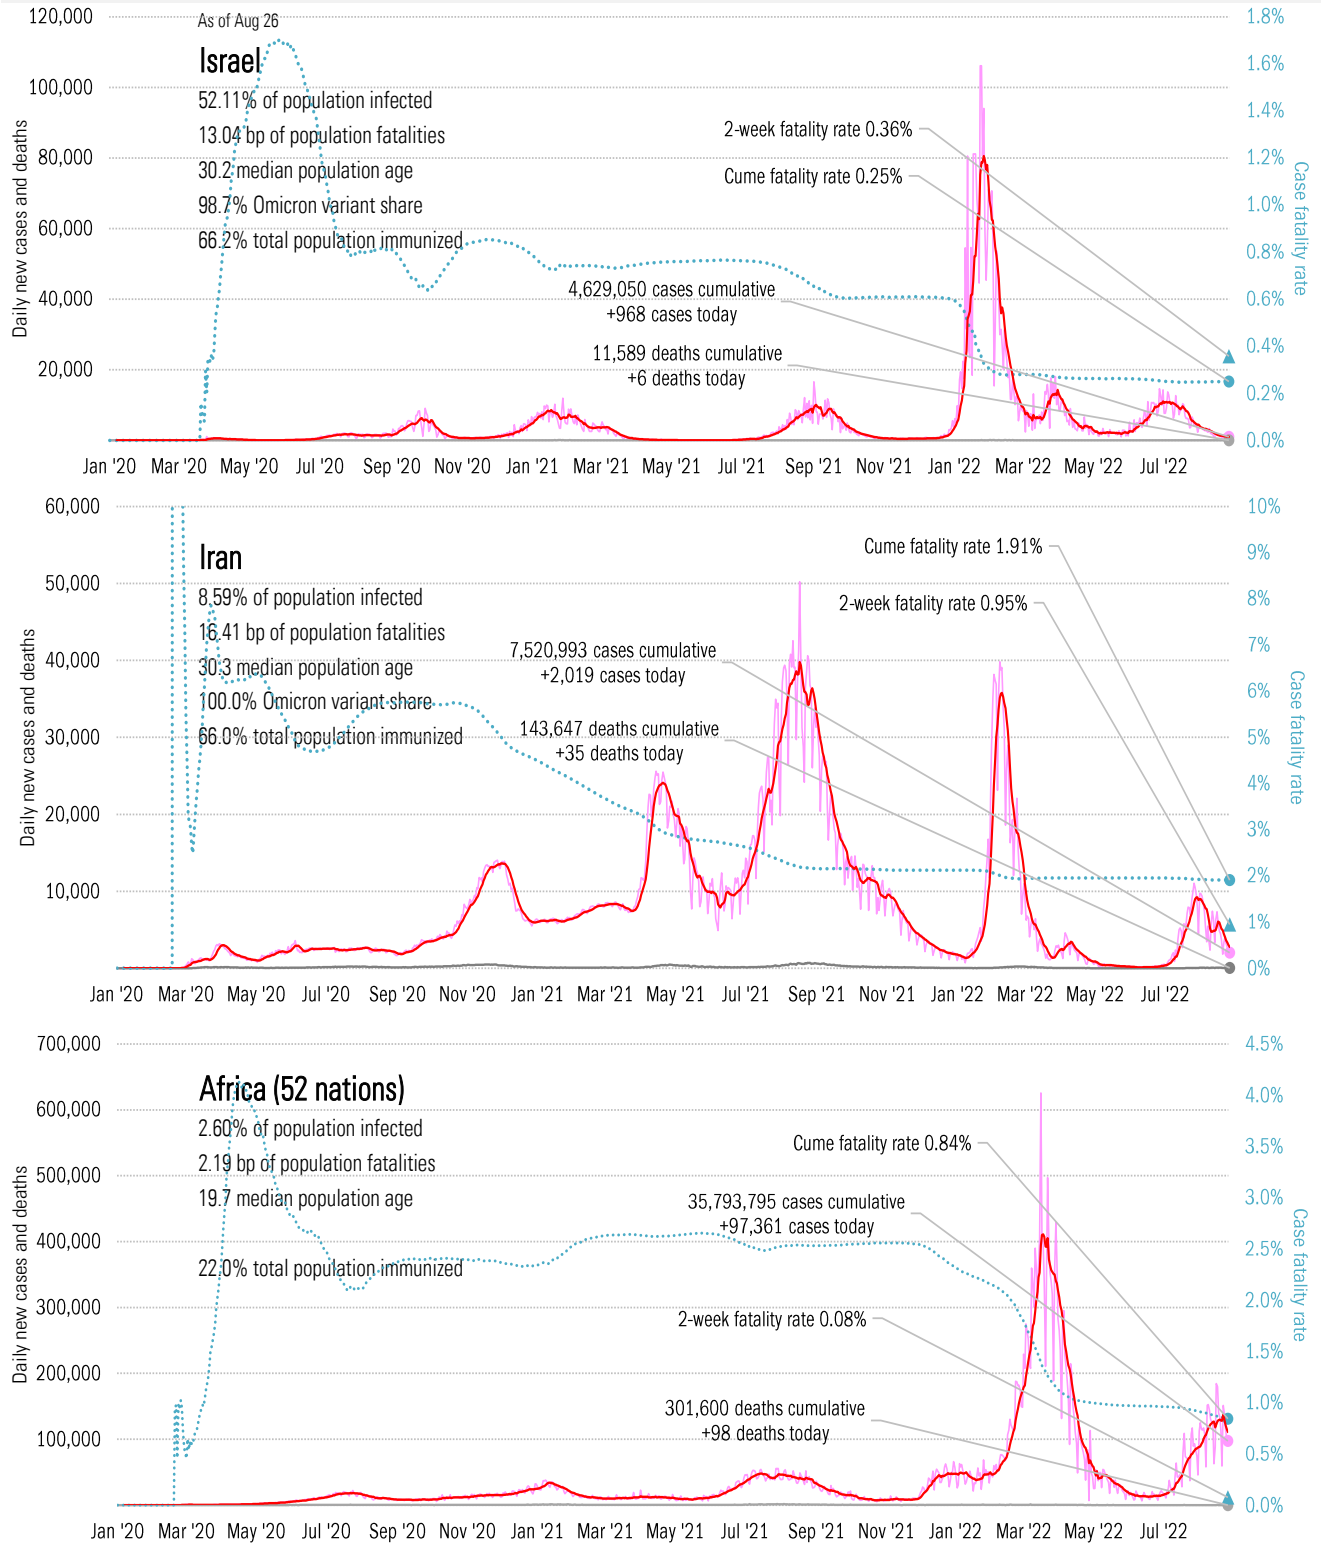 120,000
As of Aug 26
1.8%
Israel
52.11% of population infected
13.04 bp of population fatalities
30.2 median population age
98.7% Omicron variant share
66.2% total population immunized
100,000
80,000
60,000
40,000
20,000
Daily new cases and deaths
2-week fatality rate 0.36%
Cume fatality rate 0.25%
4,629,050 cases cumulative
+968 cases today
11,589 deaths cumulative
+6 deaths today
1.6%
1.4%
1.2%
1.0%
0.8%
0.6%
0.4%
0.2%
0.0%
Case fatality rate
Jan '20 Mar '20 May '20 Jul '20 Sep '20 Nov '20 Jan '21 Mar '21 May '21 Jul '21 Sep '21 Nov '21 Jan '22 Mar '22 May '22 Jul '22
60,000
10%
Iran
8.59% of population infected
16.41 bp of population fatalities
30.3 median population age
100.0% Omicron variant share
66.0% total population immunized
50,000
40,000
30,000
20,000
10,000
Daily new cases and deaths
Cume fatality rate 1.91%
2-week fatality rate 0.95%
7,520,993 cases cumulative
+2,019 cases today
143,647 deaths cumulative
+35 deaths today
9%
8%
7%
6%
5%
4%
3%
2%
1%
0%
Case fatality rate
Jan '20 Mar '20 May '20 Jul '20 Sep '20 Nov '20 Jan '21 Mar '21 May '21 Jul '21 Sep '21 Nov '21 Jan '22 Mar '22 May '22 Jul '22
700,000
4.5%
Africa (52 nations)
2.60% of population infected
2.19 bp of population fatalities
19.7 median population age
22.0% total population immunized
600,000
500,000
400,000
300,000
200,000
100,000
Daily new cases and deaths
Cume fatality rate 0.84%
35,793,795 cases cumulative
+97,361 cases today
2-week fatality rate 0.08%
301,600 deaths cumulative
+98 deaths today
4.0%
3.5%
3.0%
2.5%
2.0%
1.5%
1.0%
0.5%
0.0%
Case fatality rate
Jan '20 Mar '20 May '20 Jul '20 Sep '20 Nov '20 Jan '21 Mar '21 May '21 Jul '21 Sep '21 Nov '21 Jan '22 Mar '22 May '22 Jul '22